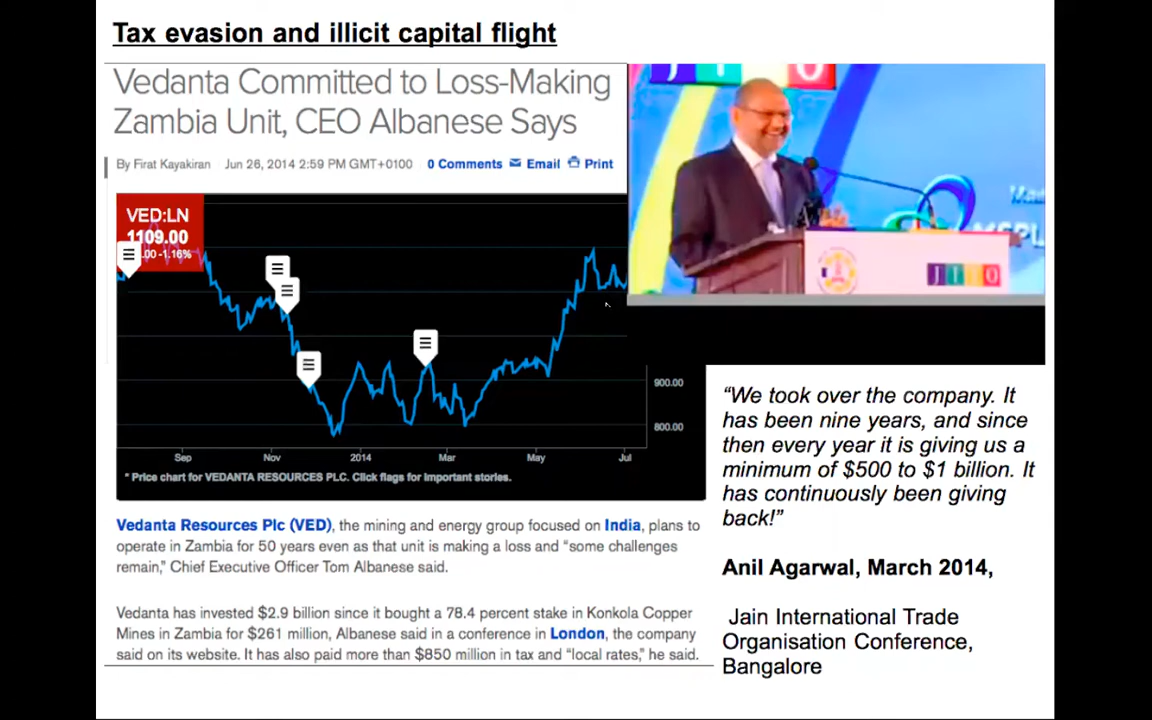 Tax evasion and illicit capital flight
Vedanta Committed to Loss-Making
Zambia Unit, CEO Albanese Says
By Firat Kayakiran Jun 26, 2014 2:59 PM GMT+0100 0 Comments Email Print
VED:LN
1109.00
.00 -1.16%
900.00
800.00
Sep Nov 2014 Mar May Jul
* Price chart for VEDANTA RESOURCES PLC. Click flags for important stories.
Vedanta Resources Plc (VED), the mining and energy group focused on India, plans to
operate in Zambia for 50 years even as that unit is making a loss and “some challenges
remain,” Chief Executive Officer Tom Albanese said.
Vedanta has invested $2.9 billion since it bought a 78.4 percent stake in Konkola Copper
Mines in Zambia for $261 million, Albanese said in a conference in London, the company
said on its website. It has also paid more than $850 million in tax and “local rates,” he said.
JITO
“We took over the company. It
has been nine years, and since
then every year it is giving us a
minimum of $500 to $1 billion. It
has continuously been giving
back!”
Anil Agarwal, March 2014,
Jain International Trade
Organisation Conference,
Bangalore